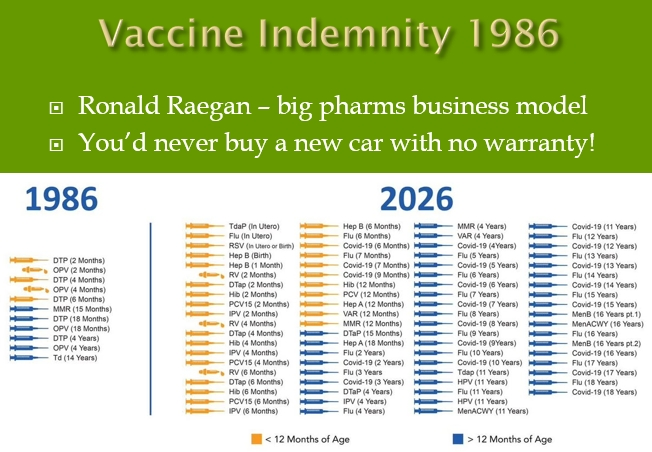 Vaccine Indemnity 1986
Ronald Raegan – big pharms business model
You'd never buy a new car with no warranty!
1986
DTP (2 Months)
OPV (2 Months)
DTP (4 Months)
OPV (4 Months)
DTP (6 Months)
MMR (15 Months)
DTP (18 Months)
OPV (18 Months)
DTP (4 Years)
OPV (4 Years)
Td (14 Years)
2026
TdaP (In Utero)
Flu (In Utero)
RSV (In Utero or Birth)
Hep B (Birth)
Hep B (1 Month)
RV (2 Months)
DTap (2 Months)
Hib (2 Months)
PCV15 (2 Months)
IPV (2 Months)
RV (4 Months)
DTap (4 Months)
Hib (4 Months)
IPV (4 Months)
PCV15 (4 Months)
RV (6 Months)
DTap (6 Months)
Hib (6 Months)
PCV15 (6 Months)
IPV (6 Months)
Hep B (6 Months)
Flu (6 Months)
Covid-19 (6 Months)
Flu (7 Months)
Covid-19 (7 Months)
Covid-19 (9 Months)
Hib (12 Months)
PCV (12 Months)
Hep A (12 Months)
VAR (12 Months)
MMR (12 Months)
DTaP (15 Months)
Hep A (18 Months)
Flu (2 Years)
Covid-19 (2 Years)
Flu (3 Years
Covid-19 (3 Years)
DTaP (4 Years)
IPV (4 Years)
Flu (4 Years)
MMR (4 Years)
VAR (4 Years)
Covid-19 (4Years)
Flu (5 Years)
Covid-19 (5 Years)
Flu (6 Years)
Covid-19 (6 Years)
Flu (7 Years)
Covid-19 (7 Years)
Flu (8 Years)
Covid-19 (8 Years)
Flu (9 Years)
Covid-19 (9Years)
Flu (10 Years)
Covid-19 (10 Years)
Tdap (11 Years)
HPV (11 Years)
Flu (11 Years)
HPV (11 Years)
MenACWY (11 Years)
Covid-19 (11 Years)
Flu (12 Years)
Covid-19 (12 Years)
Flu (13 Years)
Covid-19 (13 Years)
Flu (14 Years)
Covid-19 (14 Years)
Flu (15 Years)
Covid-19 (15 Years)
MenB (16 Years pt.1)
MenACWY (16 Years)
Flu (16 Years)
MenB (16 Years pt.2)
Covid-19 (16 Years)
Flu (17 Years)
Covid-19 (17 Years)
Flu (18 Years)
Covid-19 (18 Years)
< 12 Months of Age
> 12 Months of Age